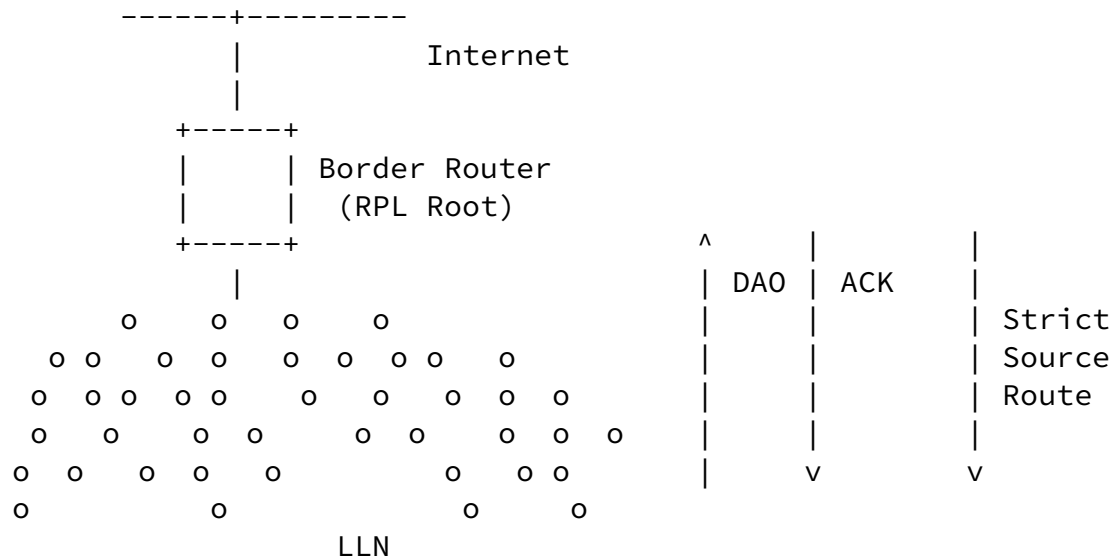 ------+---------
|          Internet
|
+-----+
|     | Border Router
|     |  (RPL Root)
+-----+                      ^     |        |
|                            | DAO | ACK    |
o    o   o    o                 |     |        | Strict
o o   o  o   o  o  o o   o          |     |        | Source
o  o o  o o    o   o   o  o  o       |     |        | Route
o   o    o  o     o  o    o  o  o    |     |        |
o  o   o  o   o         o   o o      |     v        v
o          o             o     o
LLN